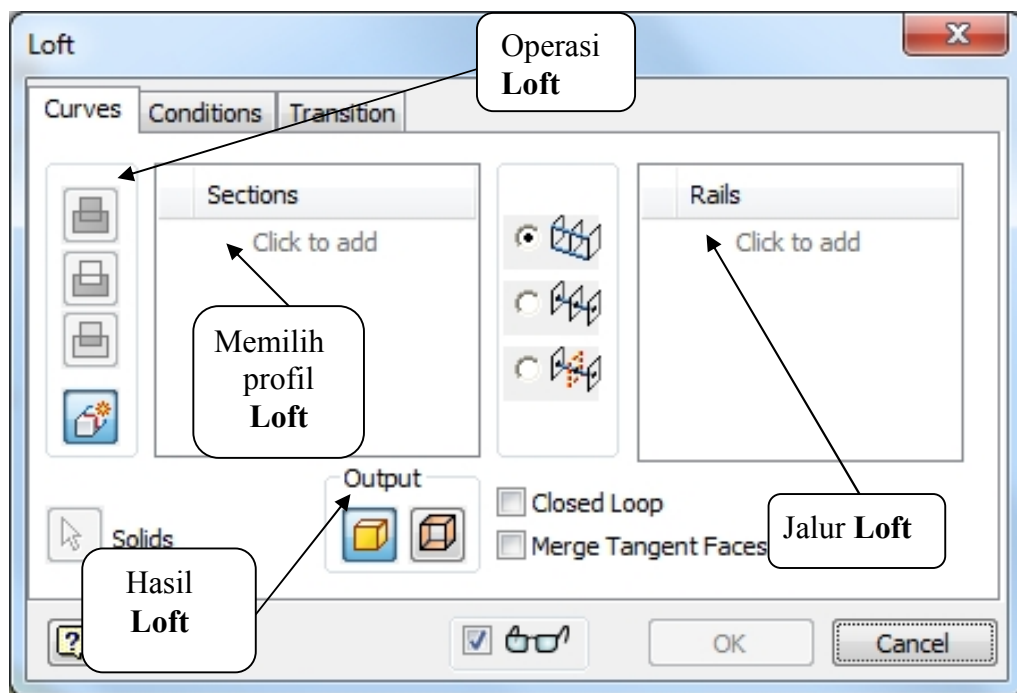 Loft
Operasi
Loft
Curves
Conditions
Transition
Sections
Click to add
Rails
Click to add
Memilih
profil
Loft
Output
Closed Loop
Merge Tangent Faces
Jalur Loft
Solids
Hasil
Loft
?
OK
Cancel